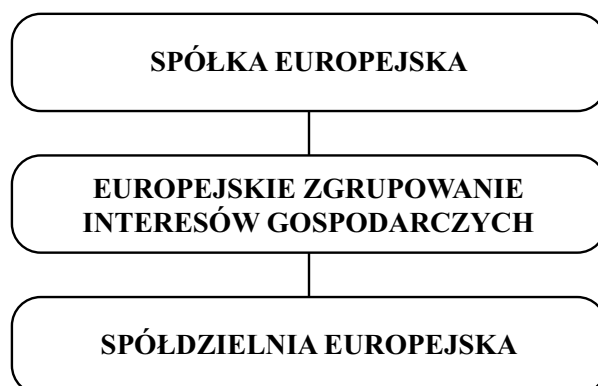 SPÓŁKA EUROPEJSKA
EUROPEJSKIE ZGRUPOWANIE
INTERESÓW GOSPODARCZYCH
SPÓŁDZIELNIA EUROPEJSKA